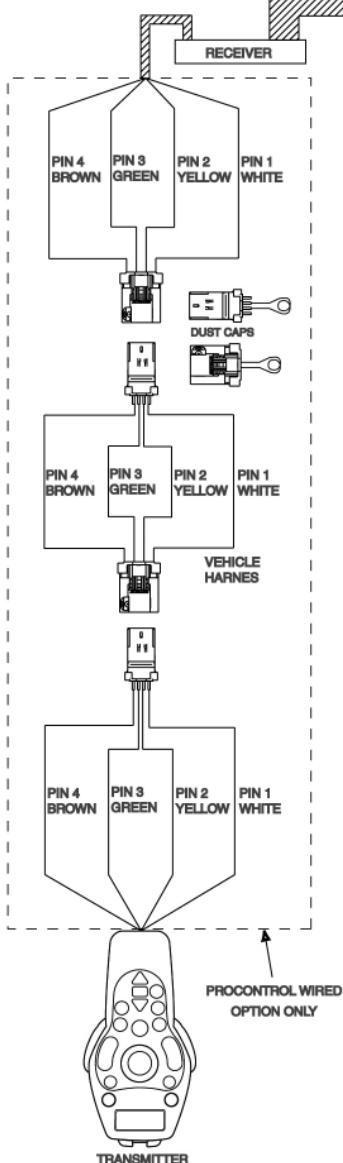 RECEIVER
PIN 4 BROWN
PIN 3 GREEN
PIN 2 YELLOW
PIN 1 WHITE
DUST CAPS
PIN 4 BROWN
PIN 3 GREEN
PIN 2 YELLOW
PIN 1 WHITE
VEHICLE
HARNES
PIN 4 BROWN
PIN 3 GREEN
PIN 2 YELLOW
PIN 1 WHITE
PROCONTROL WIRED
OPTION ONLY
TRANSMITTER